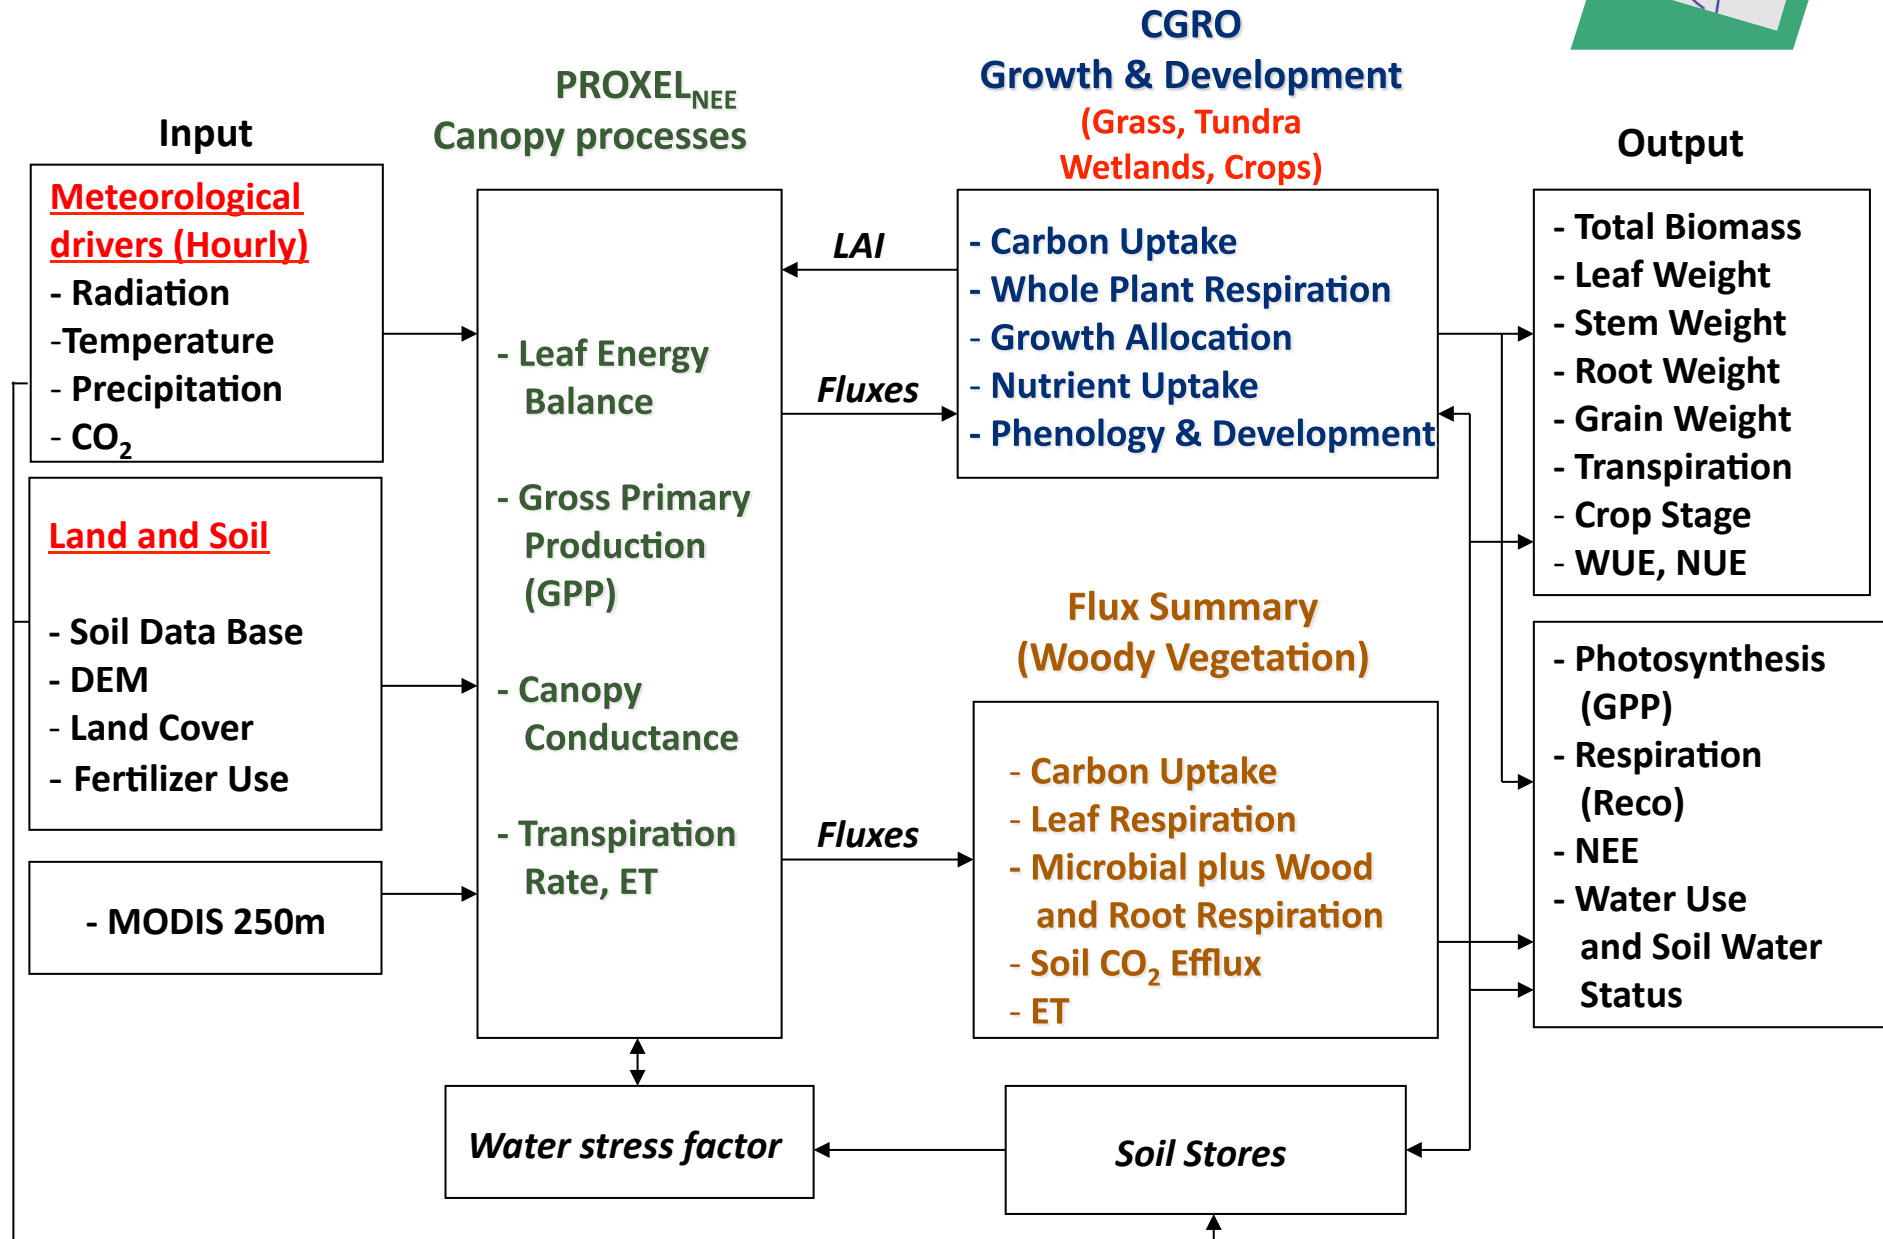 Input
Meteorological
drivers (Hourly)
- Radiation
-Temperature
- Precipitation
- CO₂
Land and Soil
- Soil Data Base
- DEM
- Land Cover
- Fertilizer Use
- MODIS 250m
PROXEL_NEE
Canopy processes
- Leaf Energy
Balance
- Gross Primary
Production
(GPP)
- Canopy
Conductance
- Transpiration
Rate, ET
LAI
Fluxes
Fluxes
CGRO
Growth & Development
(Grass, Tundra
Wetlands, Crops)
- Carbon Uptake
- Whole Plant Respiration
- Growth Allocation
- Nutrient Uptake
- Phenology & Development
Flux Summary
(Woody Vegetation)
- Carbon Uptake
- Leaf Respiration
- Microbial plus Wood
and Root Respiration
- Soil CO₂ Efflux
- ET
Water stress factor
Soil Stores
Output
- Total Biomass
- Leaf Weight
- Stem Weight
- Root Weight
- Grain Weight
- Transpiration
- Crop Stage
- WUE, NUE
- Photosynthesis
(GPP)
- Respiration
(Reco)
- NEE
- Water Use
and Soil Water
Status